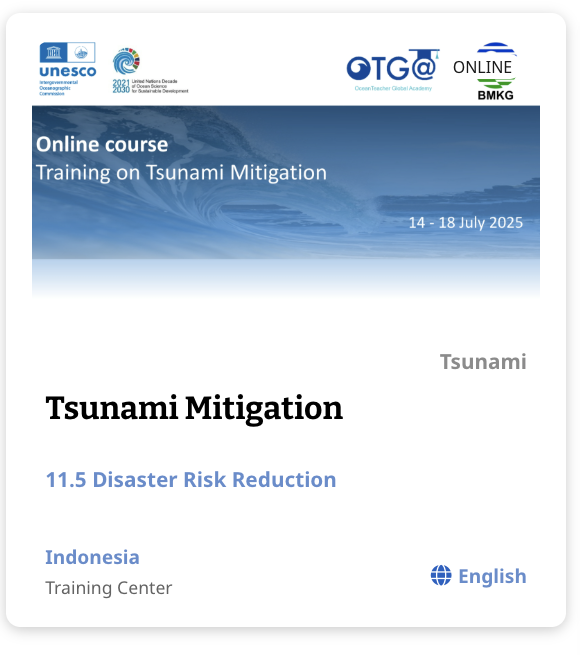 unesco
Intergovernmental
Oceanographic
Commission
2021
2030
United Nations Decade
of Ocean Science
for Sustainable Development
OTG@
OceanTeacher Global Academy
ONLINE
BMKG
Online course
Training on Tsunami Mitigation
14 - 18 July 2025
Tsunami
Tsunami Mitigation
11.5 Disaster Risk Reduction
Indonesia
Training Center
English